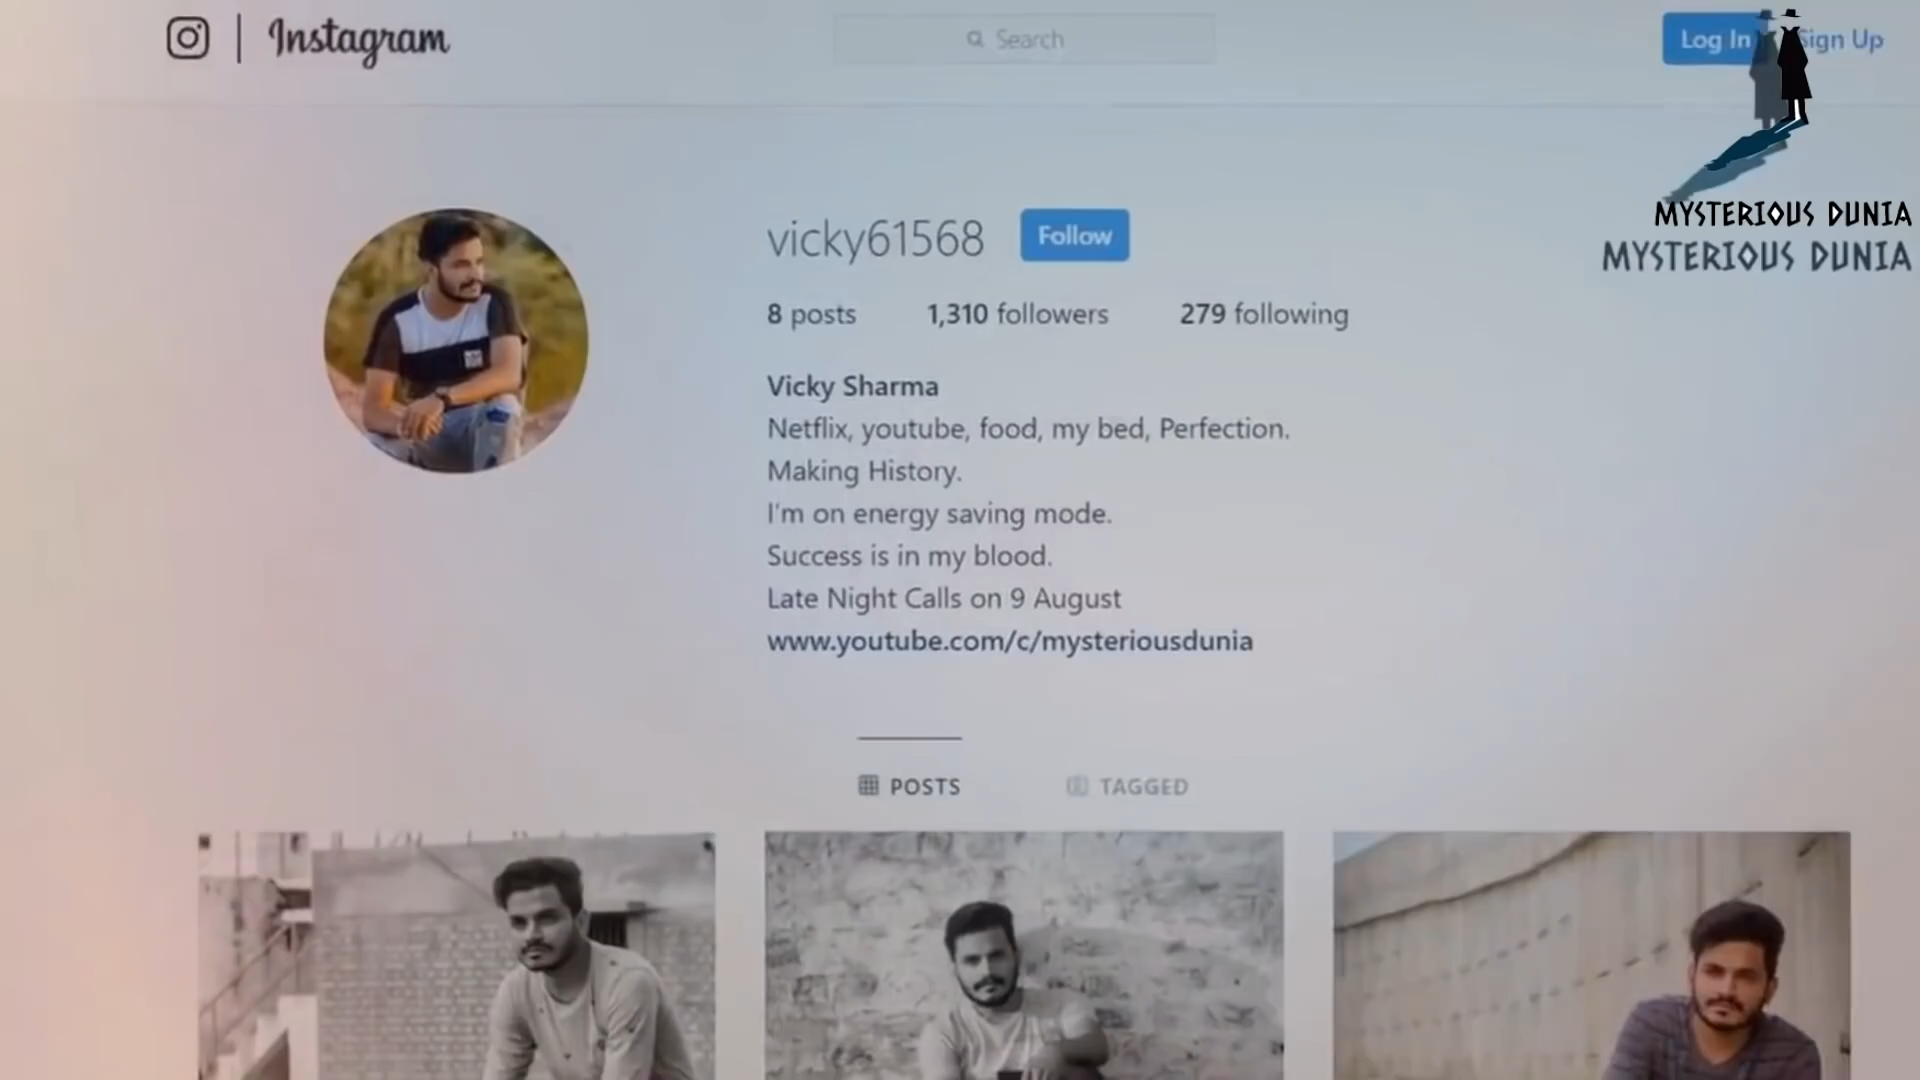 Instagram
Search
Log In
Sign Up
MYSTERIOUS DUNIA
MYSTERIOUS DUNIA
vicky61568
Follow
8 posts 1,310 followers 279 following
Vicky Sharma
Netflix, youtube, food, my bed, Perfection.
Making History.
I'm on energy saving mode.
Success is in my blood.
Late Night Calls on 9 August
www.youtube.com/c/mysteriousdunia
POSTS
TAGGED